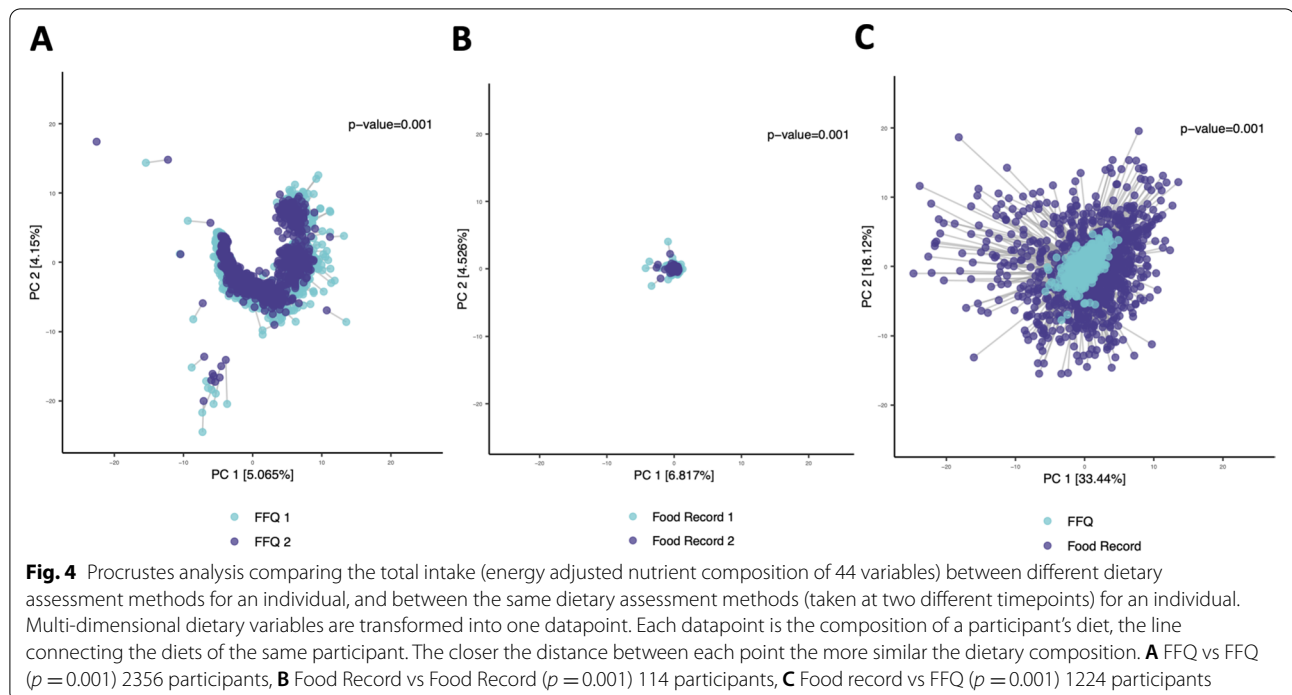 A
B
C
p-value=0.001
p-value=0.001
p-value=0.001
20
10
0
-10
-20
PC 2 [4.15%]
-20
-10
0
10
20
PC 1 [5.065%]
FFQ 1
FFQ 2
20
10
0
-10
-20
PC 2 [4.526%]
-20
-10
0
10
20
PC 1 [6.817%]
Food Record 1
Food Record 2
20
10
0
-10
-20
PC 2 [18.12%]
-20
-10
0
10
20
PC 1 [33.44%]
FFQ
Food Record
Fig. 4 Procrustes analysis comparing the total intake (energy adjusted nutrient composition of 44 variables) between different dietary
assessment methods for an individual, and between the same dietary assessment methods (taken at two different timepoints) for an individual.
Multi-dimensional dietary variables are transformed into one datapoint. Each datapoint is the composition of a participant's diet, the line
connecting the diets of the same participant. The closer the distance between each point the more similar the dietary composition. A FFQ vs FFQ
(p = 0.001) 2356 participants, B Food Record vs Food Record (p = 0.001) 114 participants, C Food record vs FFQ (p = 0.001) 1224 participants